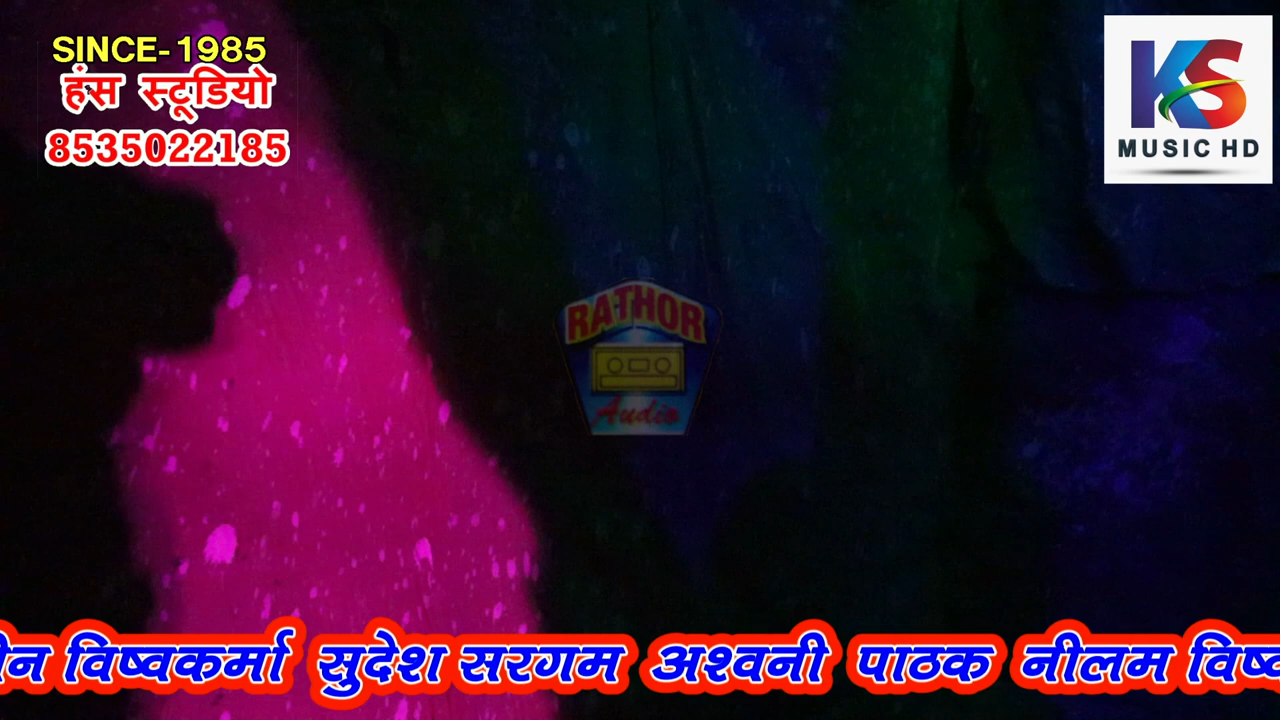 SINCE-1985
हंस स्टूडियो
8535022185
KS
MUSIC HD
RATHOR
Audio
विष्वकर्मा सुदेश सरगम अश्वनी पाठक नीलम